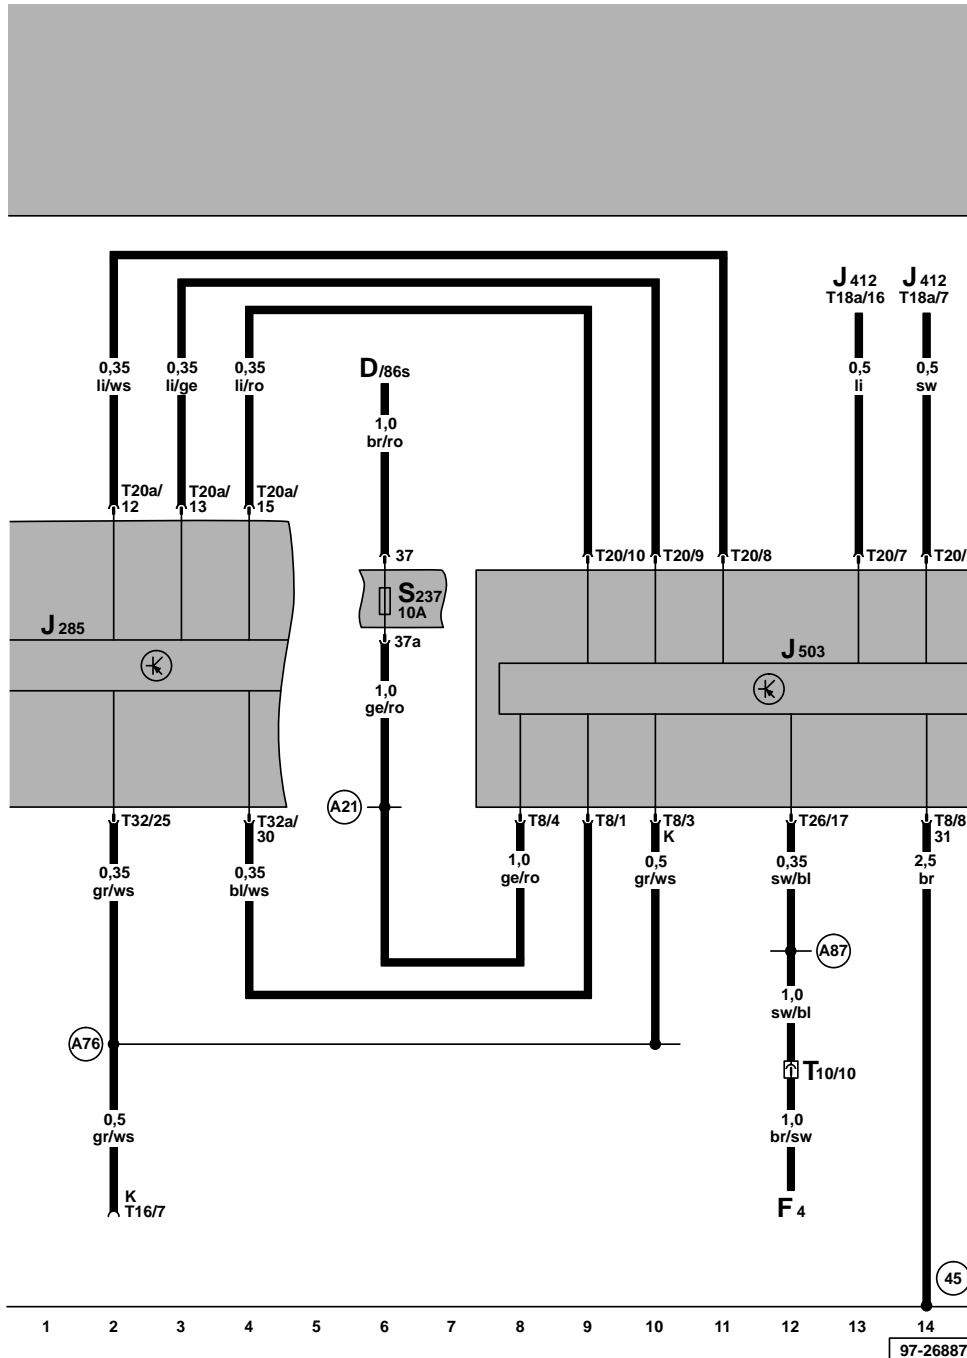 J 412
T18a/16
J 412
T18a/7
0,35
li/ws
0,35
li/ge
0,35
li/ro
D/86s
0,5
li
0,5
sw
1,0
br/ro
T20a/
12
T20a/
13
T20a/
15
37
T20/10
T20/9
T20/8
T20/7
T20/
S237
10A
J 285
37a
J 503
1,0
ge/ro
A21
T32/25
T32a/
30
T8/4
T8/1
T8/3
K
T26/17
T8/8
31
0,35
gr/ws
0,35
bl/ws
1,0
ge/ro
0,5
gr/ws
0,35
sw/bl
2,5
br
A87
1,0
sw/bl
A76
T10/10
0,5
gr/ws
1,0
br/sw
K
T16/7
F 4
45
1 2 3 4 5 6 7 8 9 10 11 12 13 14
97-26887